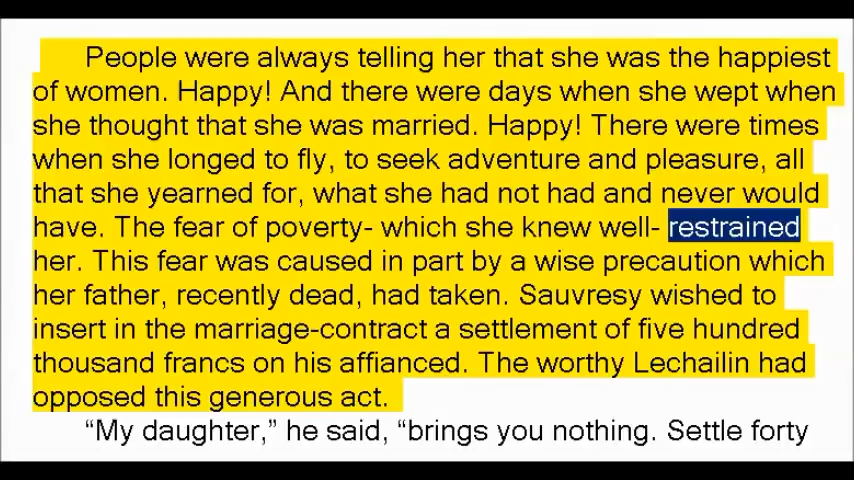 People were always telling her that she was the happiest
of women. Happy! And there were days when she wept when
she thought that she was married. Happy! There were times
when she longed to fly, to seek adventure and pleasure, all
that she yearned for, what she had not had and never would
have. The fear of poverty- which she knew well- restrained
her. This fear was caused in part by a wise precaution which
her father, recently dead, had taken. Sauvresy wished to
insert in the marriage-contract a settlement of five hundred
thousand francs on his affianced. The worthy Lechailin had
opposed this generous act.
“My daughter,” he said, “brings you nothing. Settle forty